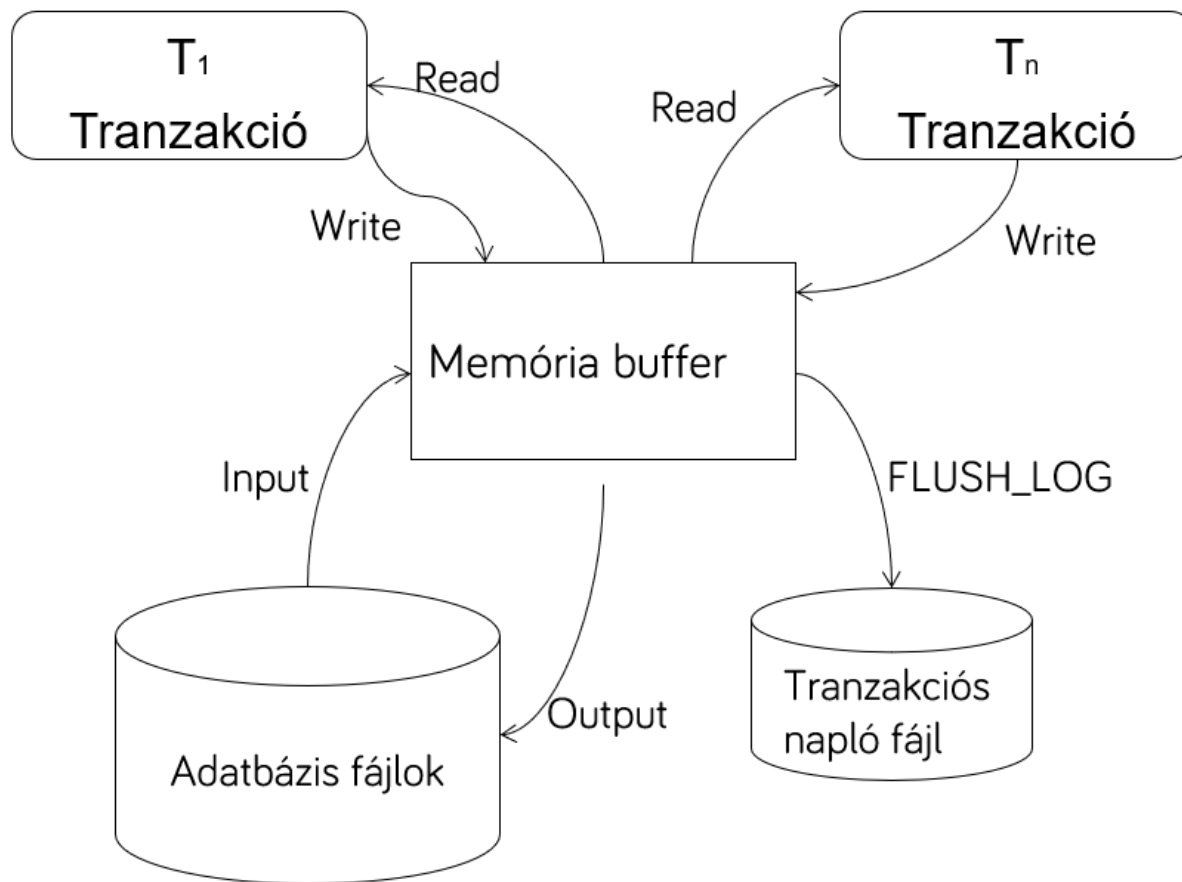 T₁
Tranzakció
Read
Write
Read
Tₙ
Tranzakció
Write
Memória buffer
Input
Output
FLUSH_LOG
Adatbázis fájlok
Tranzakciós
napló fájl